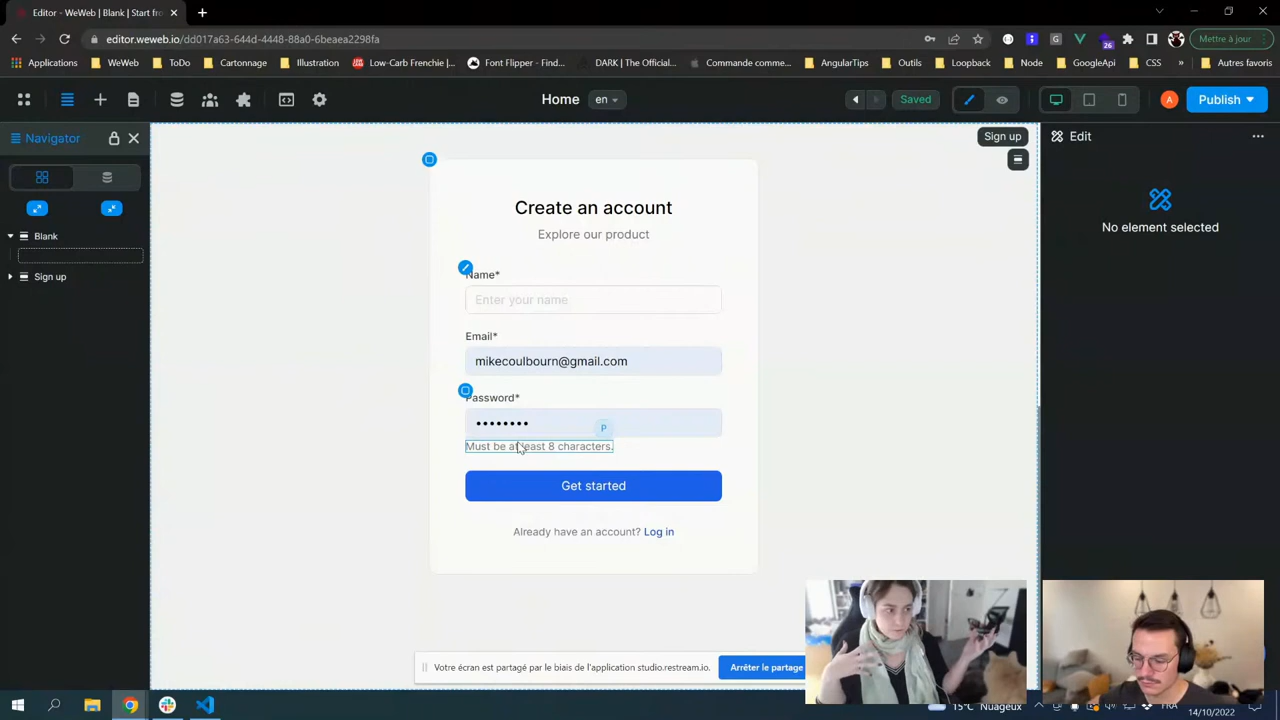 Editor - WeWeb | Blank | Start fro
editor.weweb.io/dd017a63-644d-4448-88a0-6beaea2298fa
Mettre à jour
Applications
WeWeb
ToDo
Cartonnage
Illustration
Low-Carb Frenchie |...
Font Flipper - Find...
DARK | The Official...
Commande comme...
AngularTips
Outils
Low...
Node
GoogleApi
CSS
»
Autres favoris
26
Home
en
Saved
A
Publish
Navigator
Sign up
Edit
No element selected
Blank
Sign up
Create an account
Explore our product
Name*
Enter your name
Email*
mikecoulbourn@gmail.com
Password*
••••••••
P
Must be at least 8 characters.
Get started
Already have an account? Log in
Votre écran est partagé par le biais de l'application studio.restream.io.
Arrêter le partage
15°C Nuageux
FRA
14/10/2022